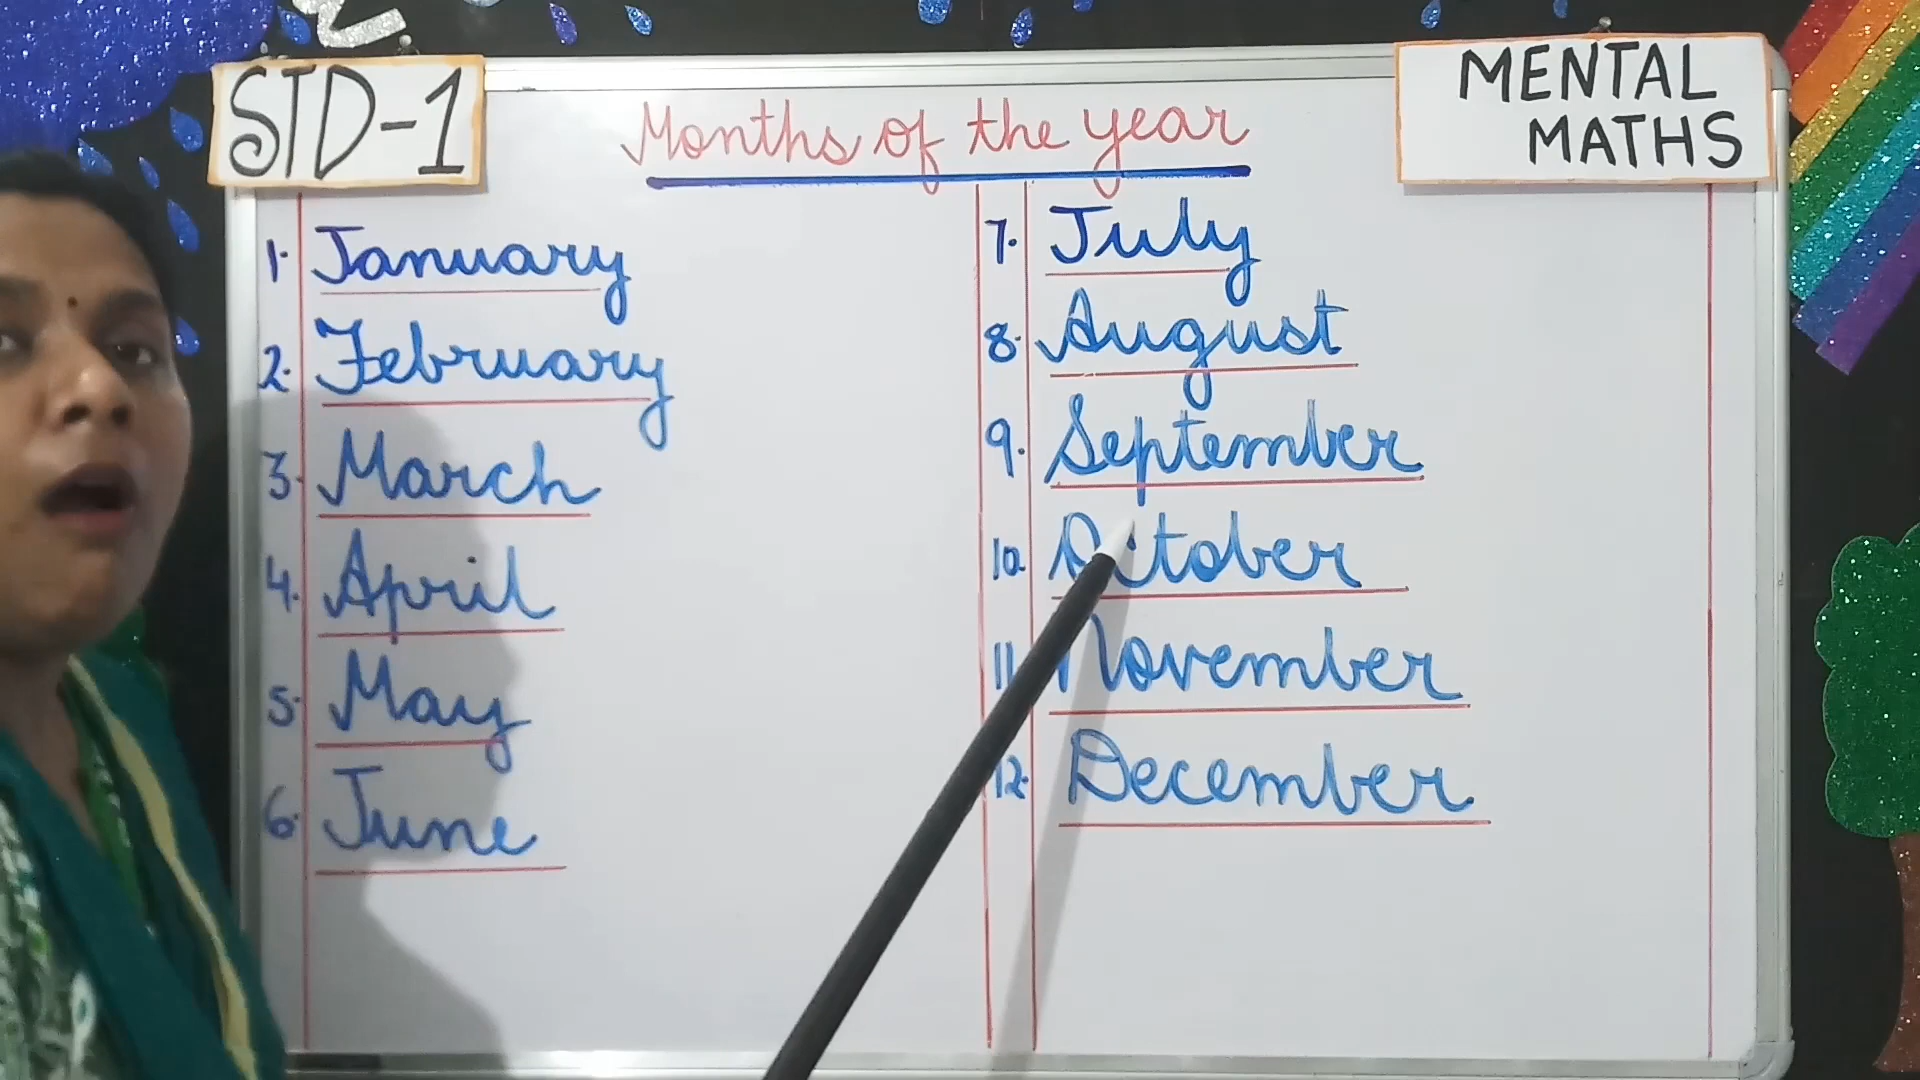 STD-1
Months of the year
MENTAL
MATHS
1. January
2. February
3. March
4. April
5. May
6. June
7. July
8. August
9. September
10. October
11. November
12. December